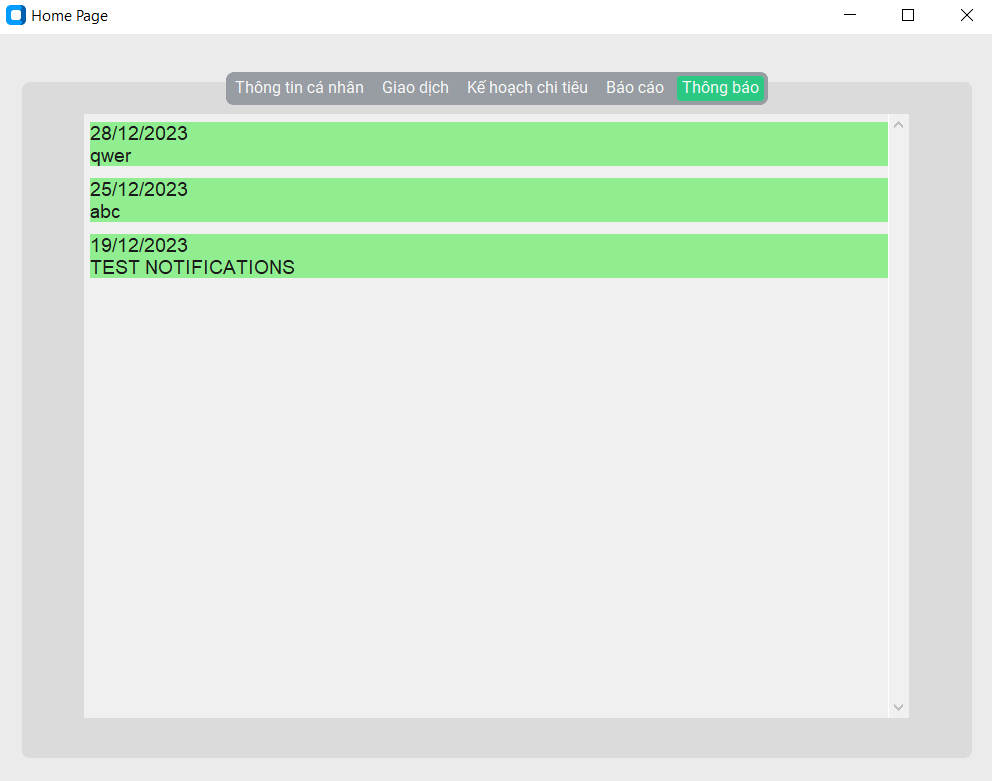 Home Page
Thông tin cá nhân Giao dịch Kế hoạch chi tiêu Báo cáo Thông báo
28/12/2023
qwer
25/12/2023
abc
19/12/2023
TEST NOTIFICATIONS